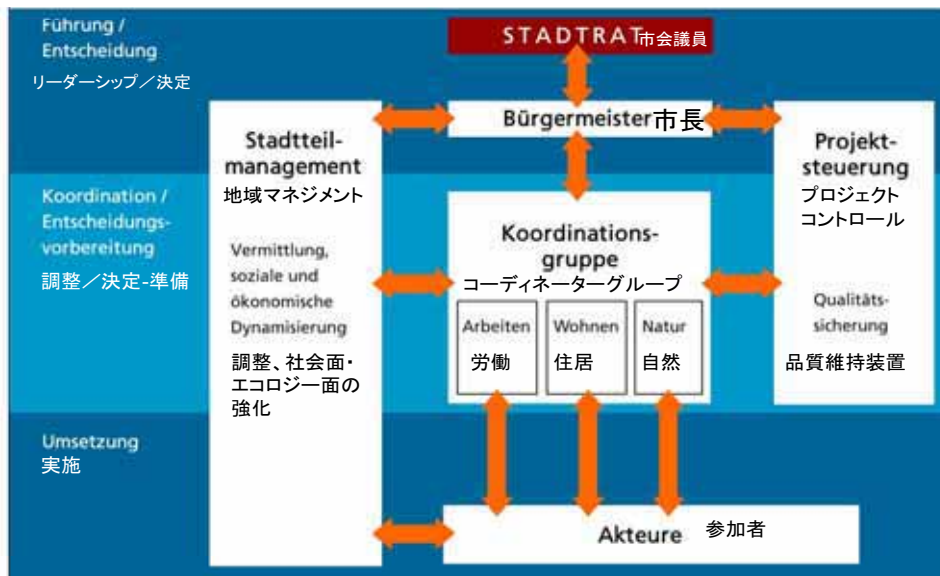 Führung /
Entscheidung
リーダーシップ／決定
STADTRAT市会議員
Bürgermeister市長
Stadtteil-
management
地域マネジメント
Vermittlung,
soziale und
ökonomische
Dynamisierung
調整、社会面・
エコロジー面の
強化
Projekt-
steuerung
プロジェクト
コントロール
Qualitäts-
sicherung
品質維持装置
Koordination /
Entscheidungs-
vorbereitung
調整／決定-準備
Koordinations-
gruppe
コーディネーターグループ
Arbeiten
労働
Wohnen
住居
Natur
自然
Umsetzung
実施
Akteure 参加者